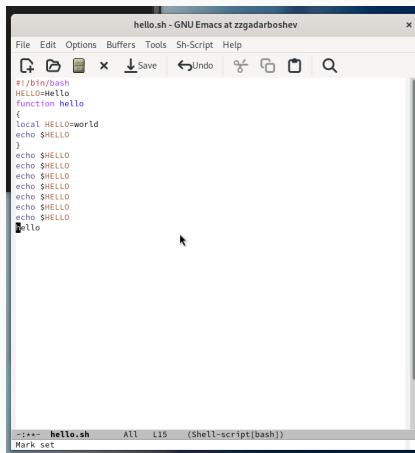 hello.sh - GNU Emacs at zzgadarboshev ×
File Edit Options Buffers Tools Sh-Script Help
Save Undo
#!/bin/bash
HELLO=Hello
function hello
{
local HELLO=world
echo $HELLO
}
echo $HELLO
echo $HELLO
echo $HELLO
echo $HELLO
echo $HELLO
echo $HELLO
echo $HELLO
hello
-:**- hello.sh All L15 (Shell-script[bash])
Mark set